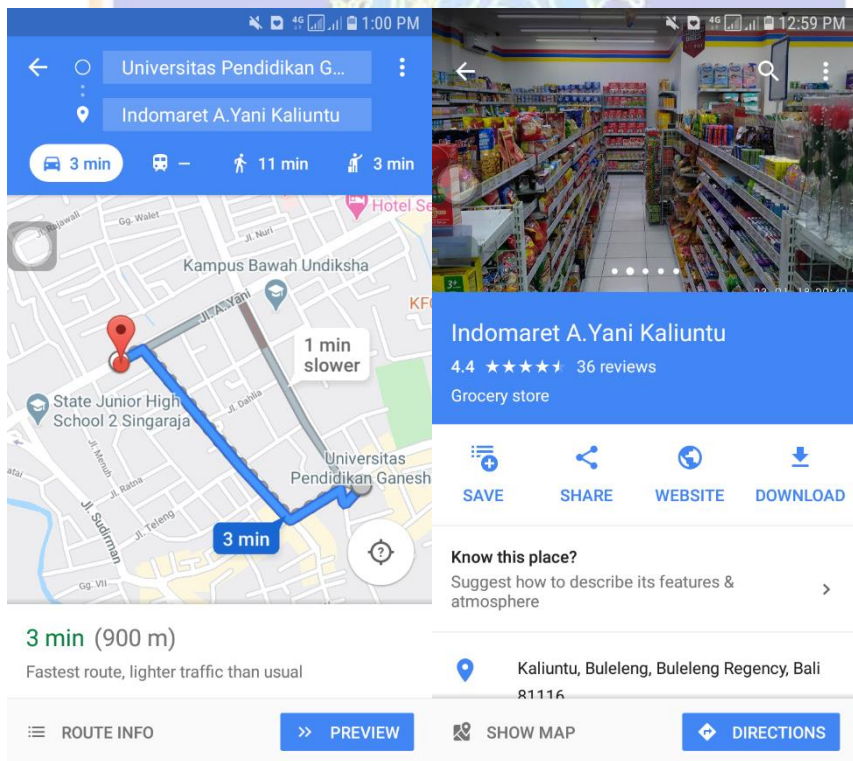 4G 1:00 PM
Universitas Pendidikan G...
Indomaret A.Yani Kaliuntu
3 min
–
11 min
3 min
Hotel Se
Jl. Rajawali
Gg. Walet
Jl. Nuri
Kampus Bawah Undiksha
KFC
Jl. A. Yani
1 min
slower
State Junior High
School 2 Singaraja
Jl. Dahlia
Universitas
Pendidikan Ganesh
Jl. Menuh
Jl. Ratna
Jl. Teleng
Jl. Sudirman
3 min
Gg. VII
3 min (900 m)
Fastest route, lighter traffic than usual
ROUTE INFO
PREVIEW
4G 12:59 PM
Indomaret A.Yani Kaliuntu
4.4 36 reviews
Grocery store
SAVE
SHARE
WEBSITE
DOWNLOAD
Know this place?
Suggest how to describe its features &
atmosphere
Kaliuntu, Buleleng, Buleleng Regency, Bali
81116
SHOW MAP
DIRECTIONS